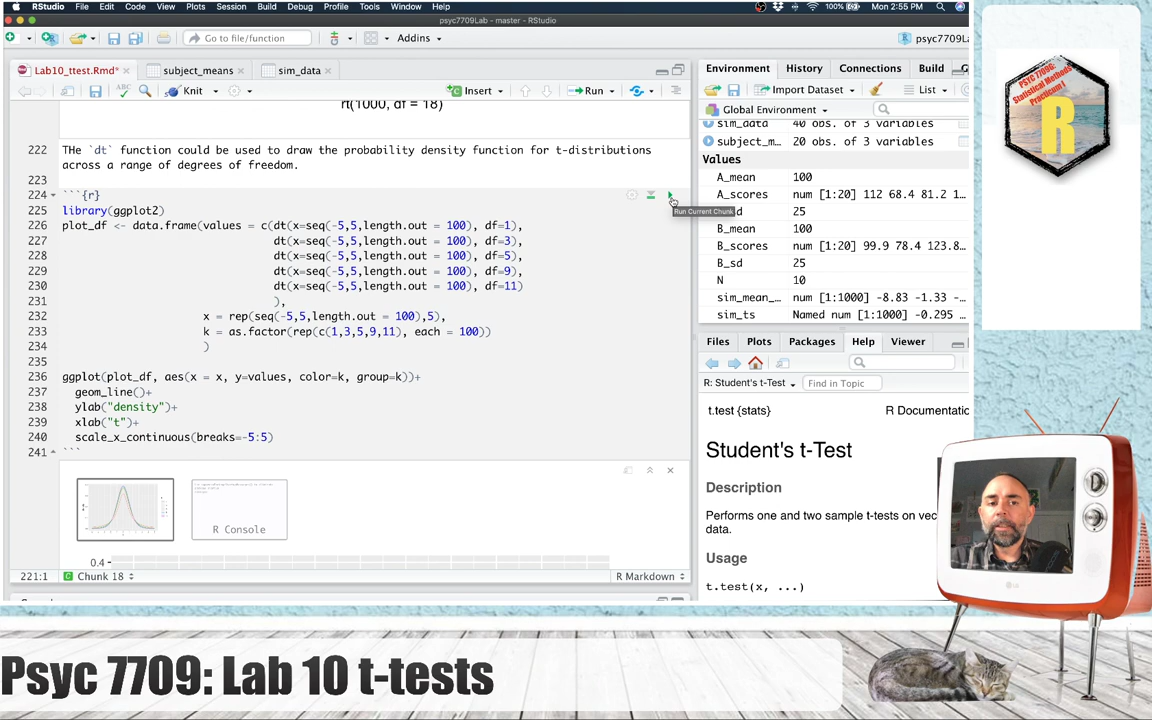 RStudio File Edit Code View Plots Session Build Debug Profile Tools Window Help 100% Mon 2:55 PM
psyc7709Lab - master - RStudio
Go to file/function Addins psyc7709La
Lab10_ttest.Rmd* subject_means sim_data
Knit Insert Run
rt(1000, df = 18)
222 THE `dt` function could be used to draw the probability density function for t-distributions
across a range of degrees of freedom.
223
224 ```{r}
Run Current Chunk
225 library(ggplot2)
226 plot_df <- data.frame(values = c(dt(x=seq(-5,5,length.out = 100), df=1),
227 dt(x=seq(-5,5,length.out = 100), df=3),
228 dt(x=seq(-5,5,length.out = 100), df=5),
229 dt(x=seq(-5,5,length.out = 100), df=9),
230 dt(x=seq(-5,5,length.out = 100), df=11)
231 ),
232 x = rep(seq(-5,5,length.out = 100),5),
233 k = as.factor(rep(c(1,3,5,9,11), each = 100))
234 )
235
236 ggplot(plot_df, aes(x = x, y=values, color=k, group=k))+
237 geom_line()+
238 ylab("density")+
239 xlab("t")+
240 scale_x_continuous(breaks=-5:5)
241 ```
R Console
0.4
221:1 Chunk 18 R Markdown
Environment History Connections Build G
Import Dataset List
Global Environment
sim_data 40 obs. of 3 variables
subject_m... 20 obs. of 3 variables
Values
A_mean 100
A_scores num [1:20] 112 68.4 81.2 1...
d 25
B_mean 100
B_scores num [1:20] 99.9 78.4 123.8...
B_sd 25
N 10
sim_mean_... num [1:1000] -8.83 -1.33 -...
sim_ts Named num [1:1000] -0.295 ...
Files Plots Packages Help Viewer
R: Student's t-Test Find in Topic
t.test {stats} R Documentatio
Student's t-Test
Description
Performs one and two sample t-tests on vec
data.
Usage
t.test(x, ...)
PSYC 7709G:
Statistical Methods
Practicum I
R
LG
Psyc 7709: Lab 10 t-tests